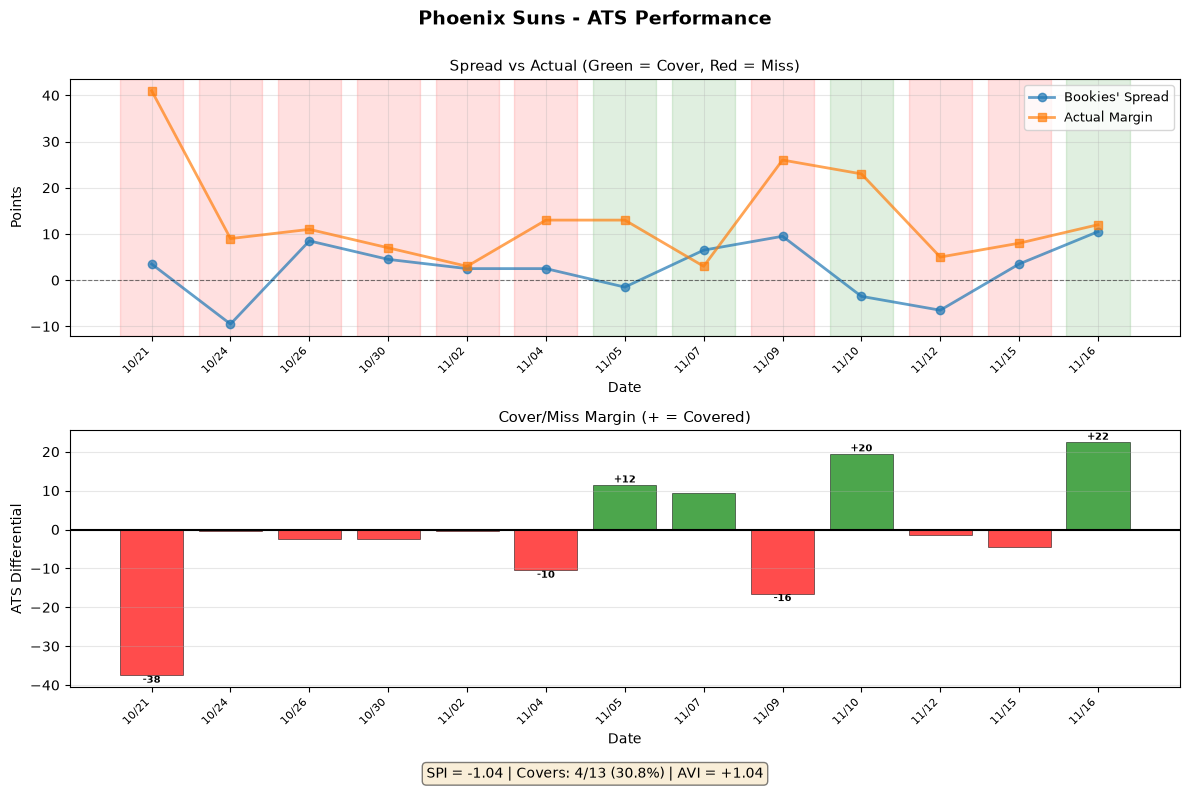 Phoenix Suns - ATS Performance
Spread vs Actual (Green = Cover, Red = Miss)
Bookies' Spread
Actual Margin
Points
40
30
20
10
0
−10
10/21 10/24 10/26 10/30 11/02 11/04 11/05 11/07 11/09 11/10 11/12 11/15 11/16
Date
Cover/Miss Margin (+ = Covered)
ATS Differential
20
10
0
−10
−20
−30
−40
-38
-10
+12
-16
+20
+22
10/21 10/24 10/26 10/30 11/02 11/04 11/05 11/07 11/09 11/10 11/12 11/15 11/16
Date
SPI = -1.04 | Covers: 4/13 (30.8%) | AVI = +1.04